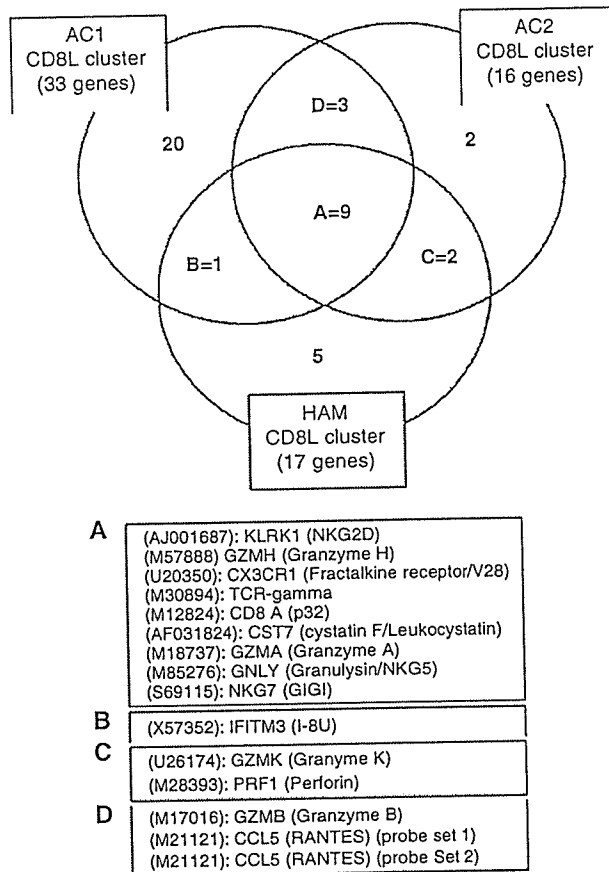 AC1
CD8L cluster
(33 genes)
AC2
CD8L cluster
(16 genes)
D=3
20
2
A=9
B=1
C=2
5
HAM
CD8L cluster
(17 genes)
A
(AJ001687): KLRK1 (NKG2D)
(M57888) GZMH (Granzyme H)
(U20350): CX3CR1 (Fractalkine receptor/V28)
(M30894): TCR-gamma
(M12824): CD8 A (p32)
(AF031824): CST7 (cystatin F/Leukocystatin)
(M18737): GZMA (Granzyme A)
(M85276): GNLY (Granulysin/NKG5)
(S69115): NKG7 (GIGI)
B
(X57352): IFITM3 (I-8U)
C
(U26174): GZMK (Granyme K)
(M28393): PRF1 (Perforin)
D
(M17016): GZMB (Granzyme B)
(M21121): CCL5 (RANTES) (probe set 1)
(M21121): CCL5 (RANTES) (probe Set 2)